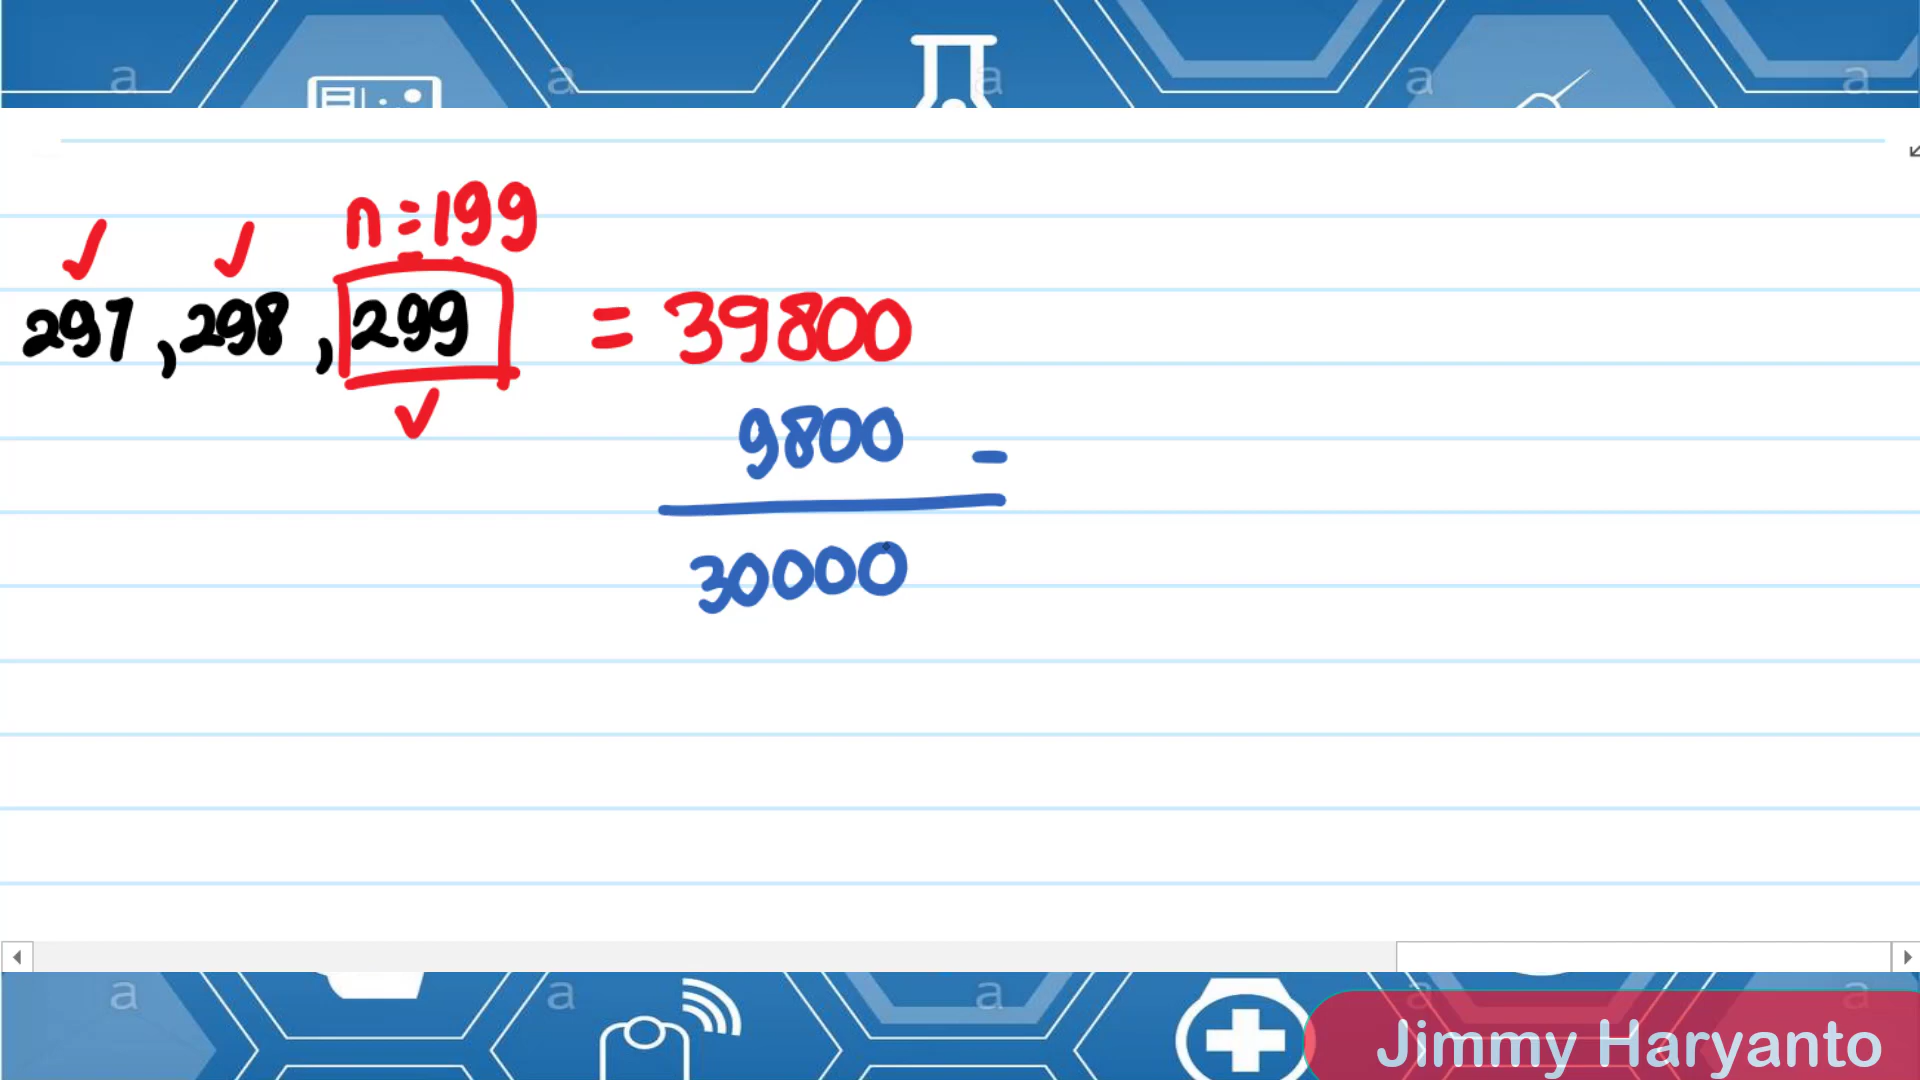 n = 199
297 , 298 , 299 = 39800
9800 -
30000
Jimmy Haryanto